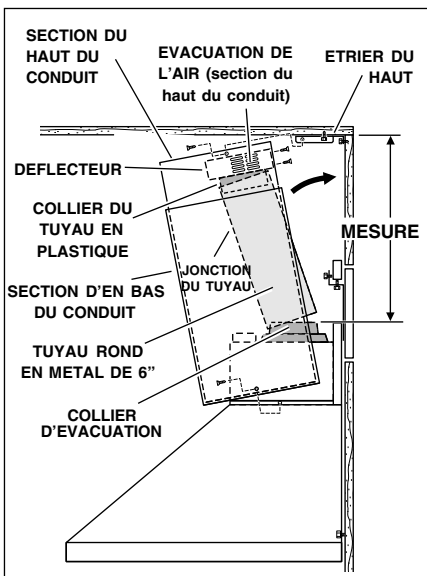 SECTION DU
HAUT DU
CONDUIT
EVACUATION DE
L'AIR (section du
haut du conduit)
ETRIER DU
HAUT
DEFLECTEUR
COLLIER DU
TUYAU EN
PLASTIQUE
MESURE
JONCTION
DU TUYAU
SECTION D'EN BAS
DU CONDUIT
TUYAU ROND
EN METAL DE 6"
COLLIER
D'EVACUATION